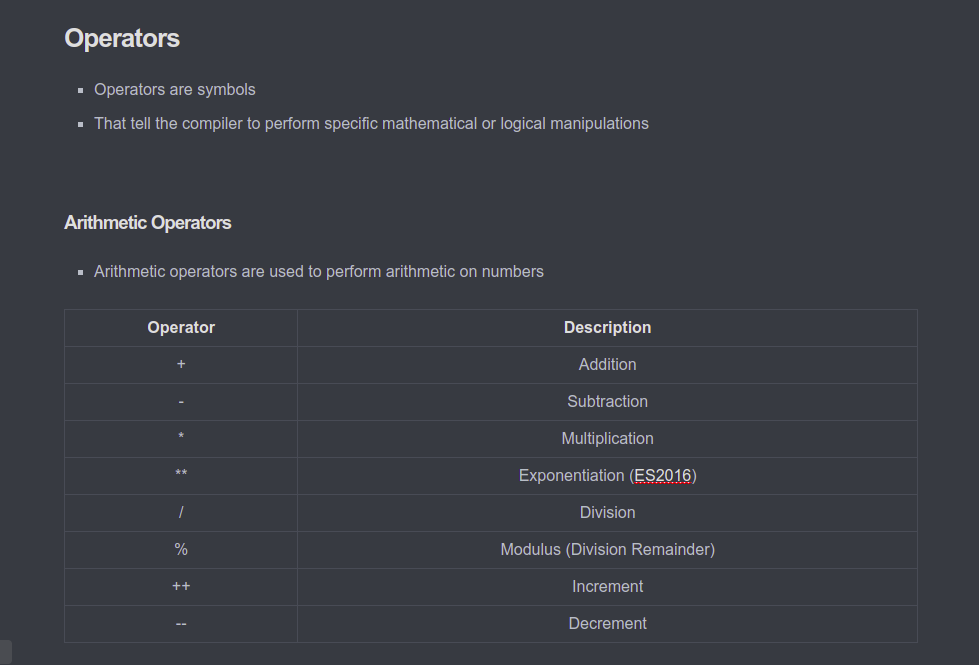 Operators
▪ Operators are symbols
▪ That tell the compiler to perform specific mathematical or logical manipulations
Arithmetic Operators
▪ Arithmetic operators are used to perform arithmetic on numbers
Operator Description
+ Addition
- Subtraction
* Multiplication
** Exponentiation (ES2016)
/ Division
% Modulus (Division Remainder)
++ Increment
-- Decrement